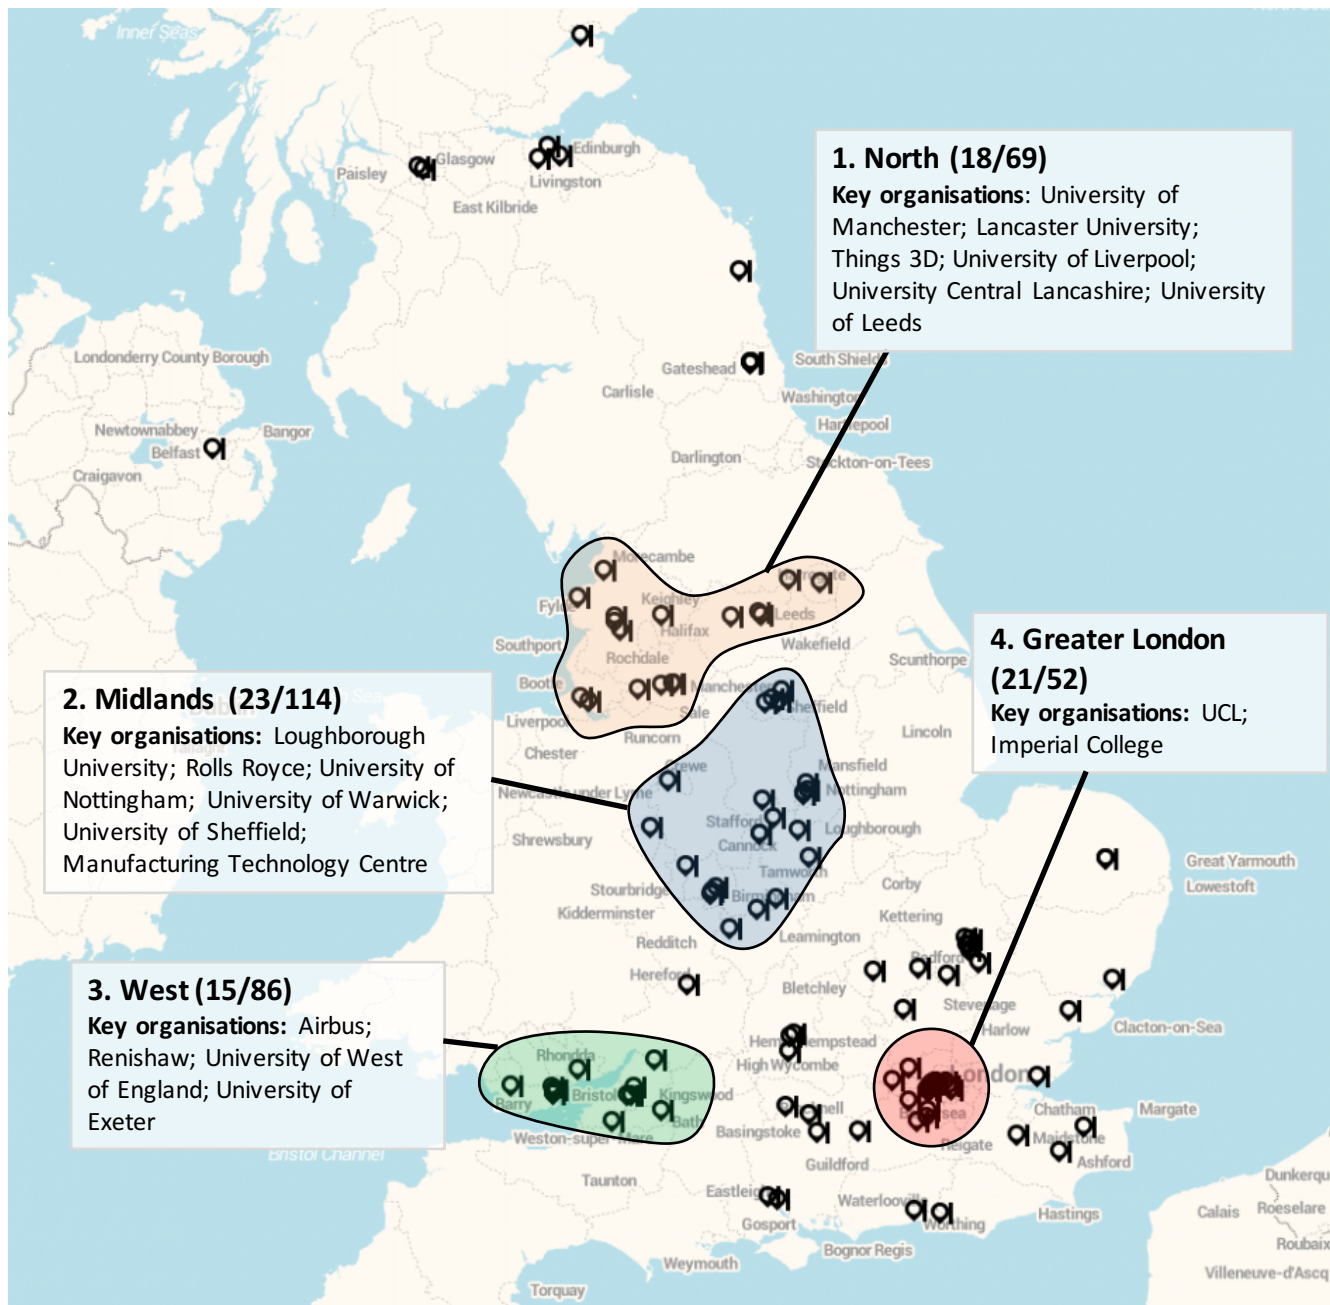 Inner Seas
Glasgow
Paisley
Edinburgh
Livingston
East Kilbride
1. North (18/69)
Key organisations: University of
Manchester; Lancaster University;
Things 3D; University of Liverpool;
University Central Lancashire; University
of Leeds
Londonderry County Borough
Gateshead
South Shields
Carlisle
Washington
Newtownabbey
Bangor
Hartlepool
Belfast
Darlington
Stockton-on-Tees
Craigavon
Morecambe
Harrogate
Fylde
Keighley
Leeds
Halifax
Southport
Wakefield
Rochdale
Scunthorpe
4. Greater London
(21/52)
Key organisations: UCL;
Imperial College
2. Midlands (23/114)
Key organisations: Loughborough
University; Rolls Royce; University of
Nottingham; University of Warwick;
University of Sheffield;
Manufacturing Technology Centre
Bootle
Manchester
Sheffield
Liverpool
Sale
Runcorn
Lincoln
Chester
Crewe
Mansfield
Newcastle under Lyme
Nottingham
Stafford
Loughborough
Shrewsbury
Cannock
Tamworth
Great Yarmouth
Lowestoft
Corby
Stourbridge
Birmingham
Kidderminster
Kettering
Redditch
Leamington
Bedford
Hereford
Bletchley
Stevenage
3. West (15/86)
Key organisations: Airbus;
Renishaw; University of West
of England; University of
Exeter
Harlow
Clacton-on-Sea
Hemel Hempstead
Rhondda
High Wycombe
London
Bristol
Kingswood
Barry
Bath
Battersea
Chatham
Margate
Weston-super-Mare
Basingstoke
Maidstone
Reigate
Bristol Channel
Guildford
Ashford
Taunton
Eastleigh
Waterlooville
Dunkerqu
Gosport
Worthing
Hastings
Calais
Roeselare
Bognor Regis
Roubaix
Weymouth
Villeneuve-d'Ascq
Torquay